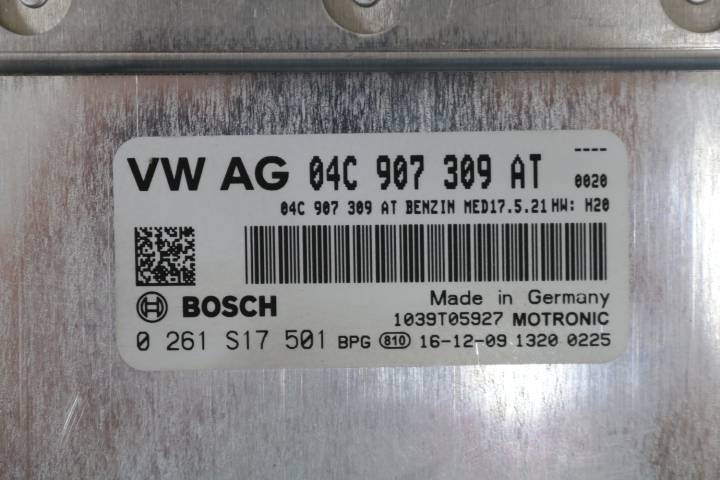 VW AG 04C 907 309 AT ----
0020
04C 907 309 AT BENZIN MED17.5.21 HW: H20
BOSCH
Made in Germany
1039T05927 MOTRONIC
0 261 S17 501 BPG 810 16-12-09 1320 0225